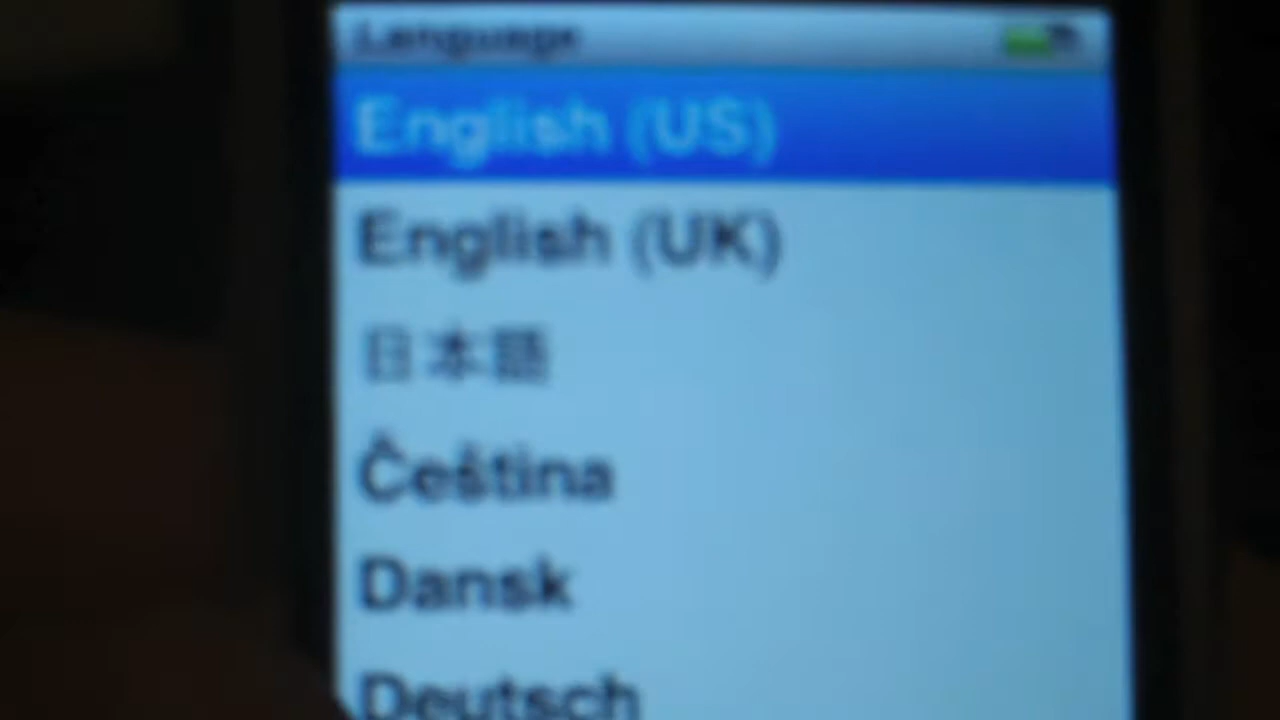 Language
English (US)
English (UK)
日本語
Čeština
Dansk
Deutsch